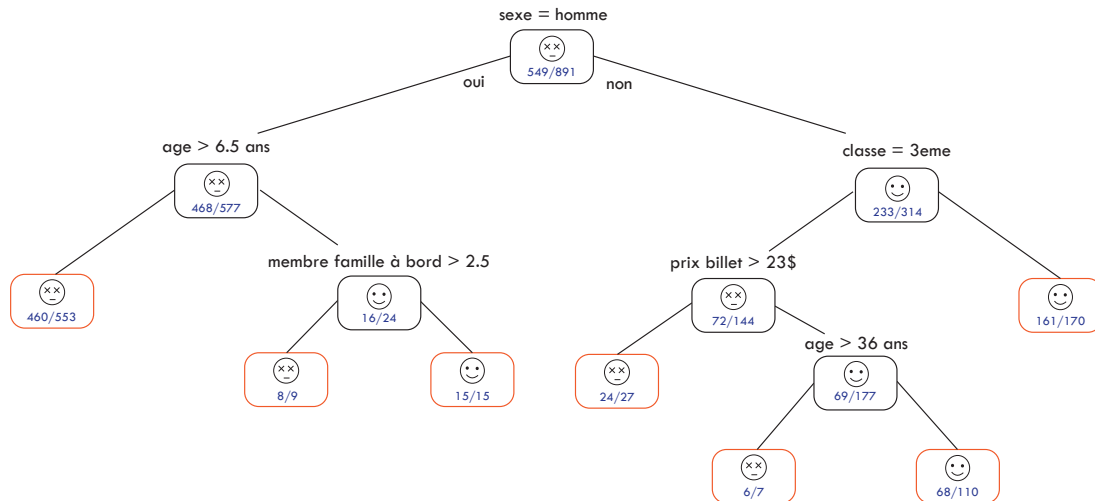 sexe = homme
549/891
oui
non
age > 6.5 ans
classe = 3eme
468/577
233/314
membre famille à bord > 2.5
prix billet > 23$
460/553
16/24
72/144
161/170
age > 36 ans
8/9
15/15
24/27
69/177
6/7
68/110